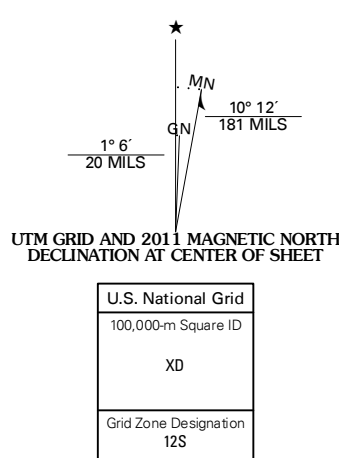 MN
10° 12´
181 MILS
GN
1° 6´
20 MILS
UTM GRID AND 2011 MAGNETIC NORTH
DECLINATION AT CENTER OF SHEET
U.S. National Grid
100,000-m Square ID
XD
Grid Zone Designation
12S